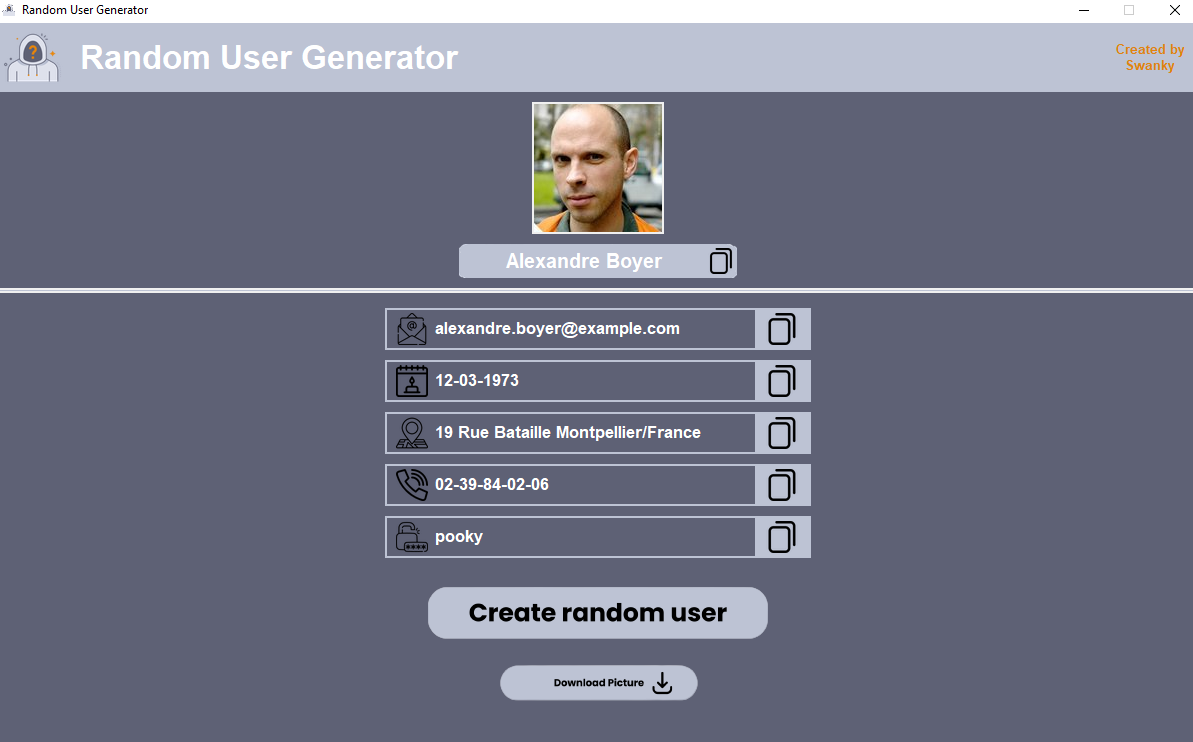 Random User Generator
Random User Generator
Created by
Swanky
?
Alexandre Boyer
@
alexandre.boyer@example.com
12-03-1973
19 Rue Bataille Montpellier/France
02-39-84-02-06
****
pooky
Create random user
Download Picture